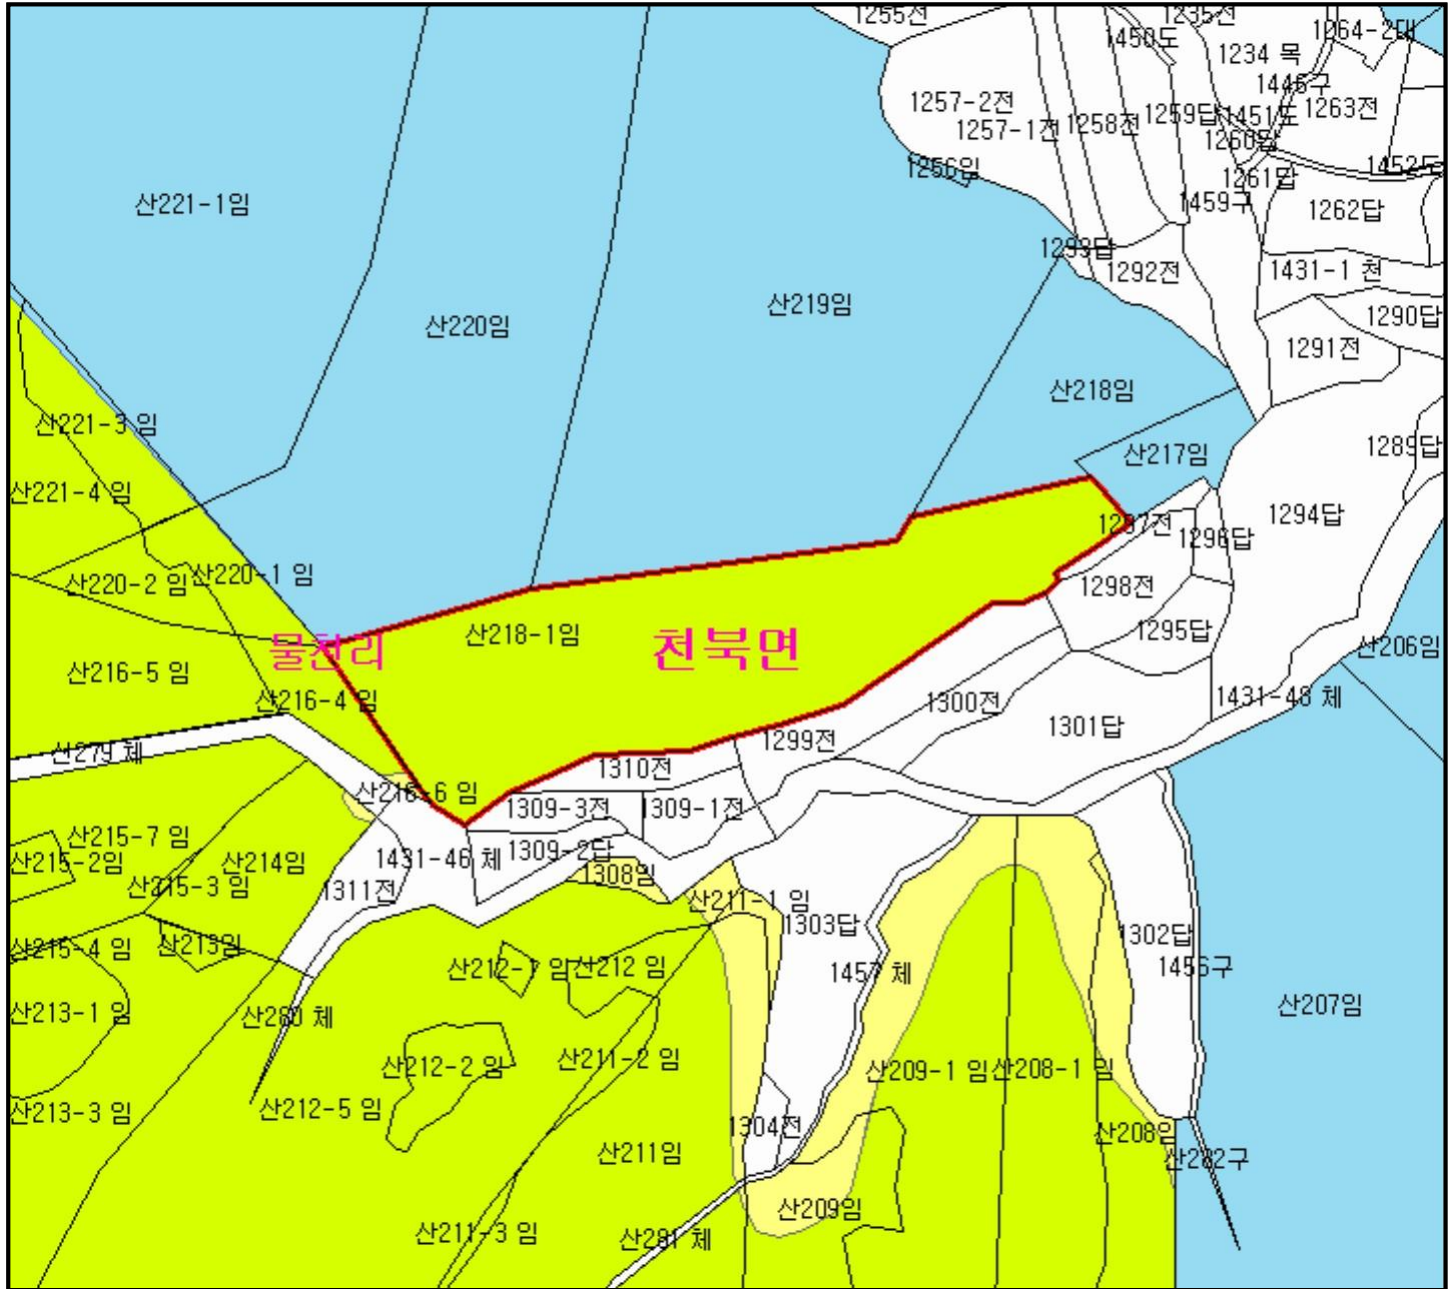 1255전
1235전
1264-2대
1450도
1234 목
1446구
1257-2전
1259답
1451도
1263전
1257-1전
1258전
1260답
1256임
1452도
1261답
산221-1임
1459구
1262답
1293답
1292전
1431-1 천
산219임
1290답
산220임
1291전
산218임
산221-3 임
1289답
산217임
산221-4 임
1294답
1297전
1296답
산220-2 임
산220-1 임
1298전
산218-1임
1295답
물천리
천북면
산206임
산216-5 임
산216-4 임
1300전
1431-48 체
1301답
산279 체
1299전
1310전
산216-6 임
1309-3전
1309-1전
산215-7 임
산215-2임
산214임
1431-46 체
1309-2답
1308임
산215-3 임
1311전
산211-1 임
1303답
1302답
산215-4 임
산213임
산212-1 임
산212 임
1457 체
1456구
산213-1 임
산280 체
산207임
산212-2 임
산211-2 임
산209-1 임
산208-1 임
산213-3 임
산212-5 임
1304전
산208임
산211임
산282구
산209임
산211-3 임
산281 체